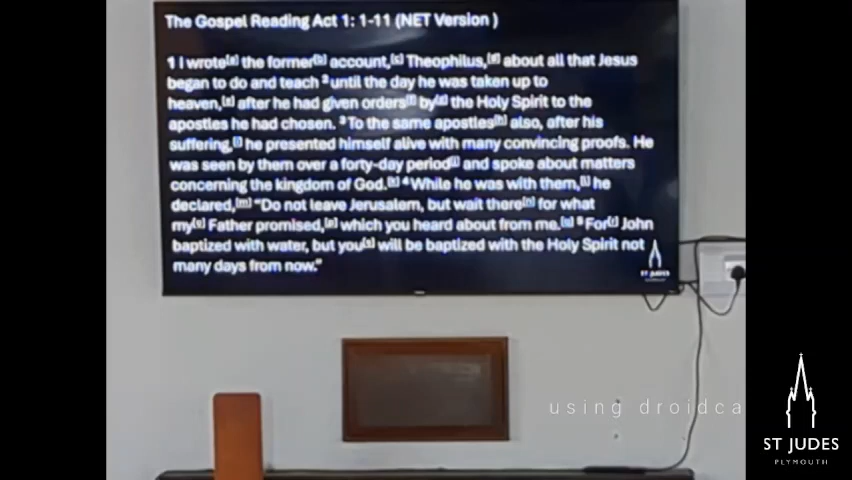 The Gospel Reading Act 1: 1-11 (NET Version )
1 I wrote[a] the former[b] account,[c] Theophilus,[d] about all that Jesus
began to do and teach 2 until the day he was taken up to
heaven,[e] after he had given orders[f] by[g] the Holy Spirit to the
apostles he had chosen. 3 To the same apostles[h] also, after his
suffering,[i] he presented himself alive with many convincing proofs. He
was seen by them over a forty-day period[j] and spoke about matters
concerning the kingdom of God.[k] 4 While he was with them,[l] he
declared,[m] “Do not leave Jerusalem, but wait there[n] for what
my[o] Father promised,[p] which you heard about from me.[q] 5 For[r] John
baptized with water, but you[s] will be baptized with the Holy Spirit not
many days from now.”
ST JUDES
using droidca
ST JUDES
PLYMOUTH